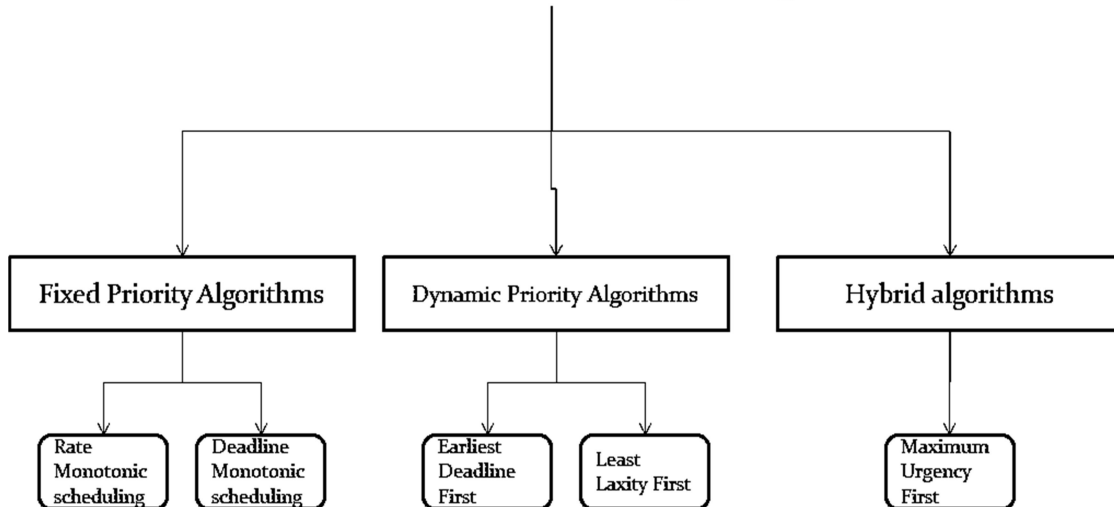 Fixed Priority Algorithms
Dynamic Priority Algorithms
Hybrid algorithms
Rate
Monotonic
scheduling
Deadline
Monotonic
scheduling
Earliest
Deadline
First
Least
Laxity First
Maximum
Urgency
First